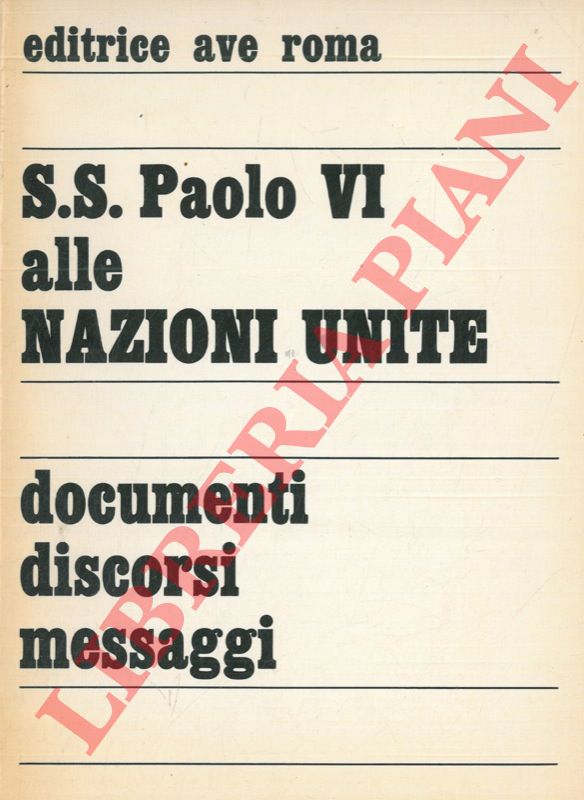 editrice ave roma
S.S. Paolo VI
alle
NAZIONI UNITE
documenti
discorsi
messaggi
LIBRERIA PIANI